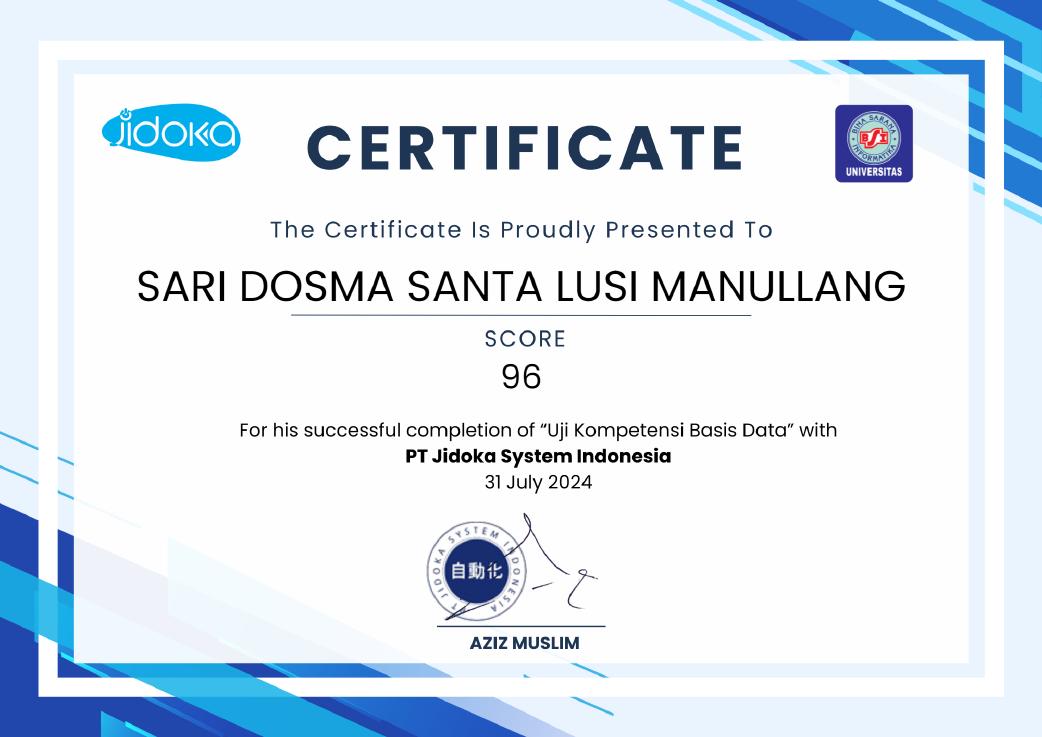 jidoka
CERTIFICATE
BINA SARANA INFORMATIKA
BSI
UNIVERSITAS
The Certificate Is Proudly Presented To
SARI DOSMA SANTA LUSI MANULLANG
SCORE
96
For his successful completion of “Uji Kompetensi Basis Data” with
PT Jidoka System Indonesia
31 July 2024
PT JIDOKA SYSTEM INDONESIA
自動化
AZIZ MUSLIM